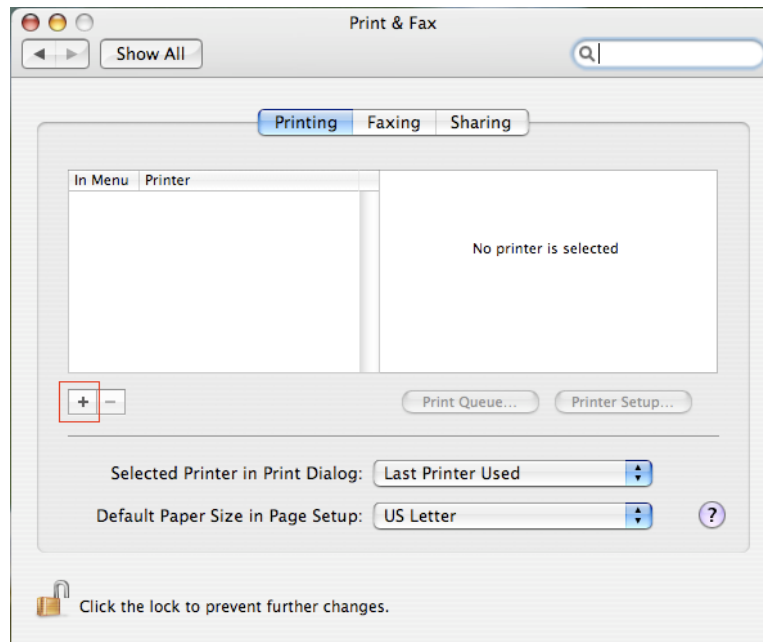 Print & Fax
Show All
Printing Faxing Sharing
In Menu Printer
No printer is selected
+ −
Print Queue... Printer Setup...
Selected Printer in Print Dialog: Last Printer Used
Default Paper Size in Page Setup: US Letter ?
Click the lock to prevent further changes.